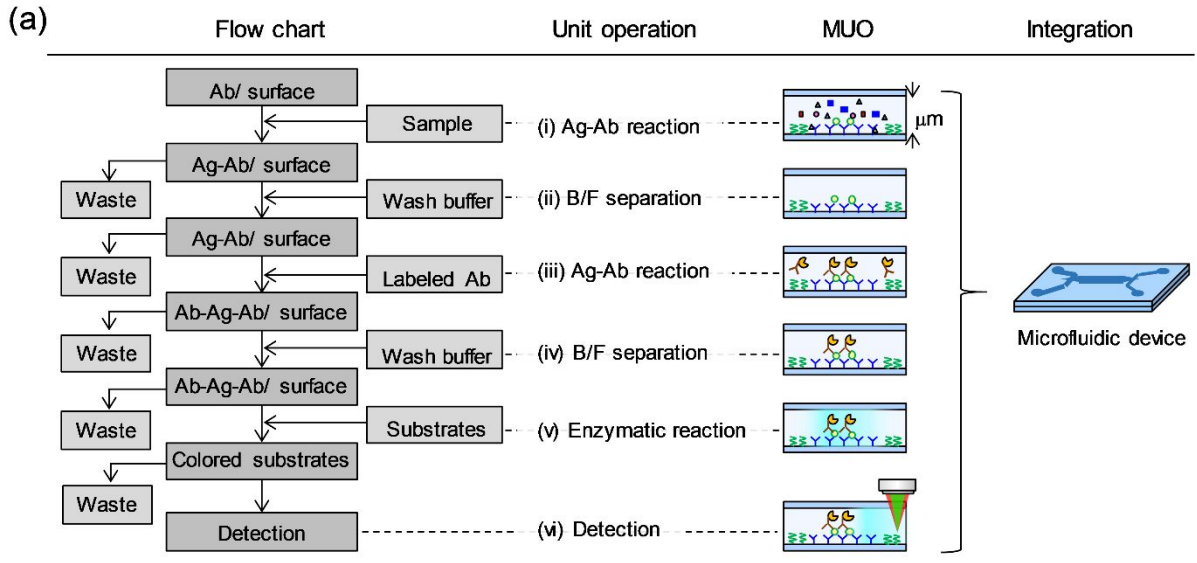 (a)
Flow chart Unit operation MUO Integration
Ab/ surface
Sample (i) Ag-Ab reaction
μm
Ag-Ab/ surface
Waste Wash buffer (ii) B/F separation
Ag-Ab/ surface
Waste Labeled Ab (iii) Ag-Ab reaction
Ab-Ag-Ab/ surface
Waste Wash buffer (iv) B/F separation
Microfluidic device
Ab-Ag-Ab/ surface
Waste Substrates (v) Enzymatic reaction
Colored substrates
Waste
Detection (vi) Detection